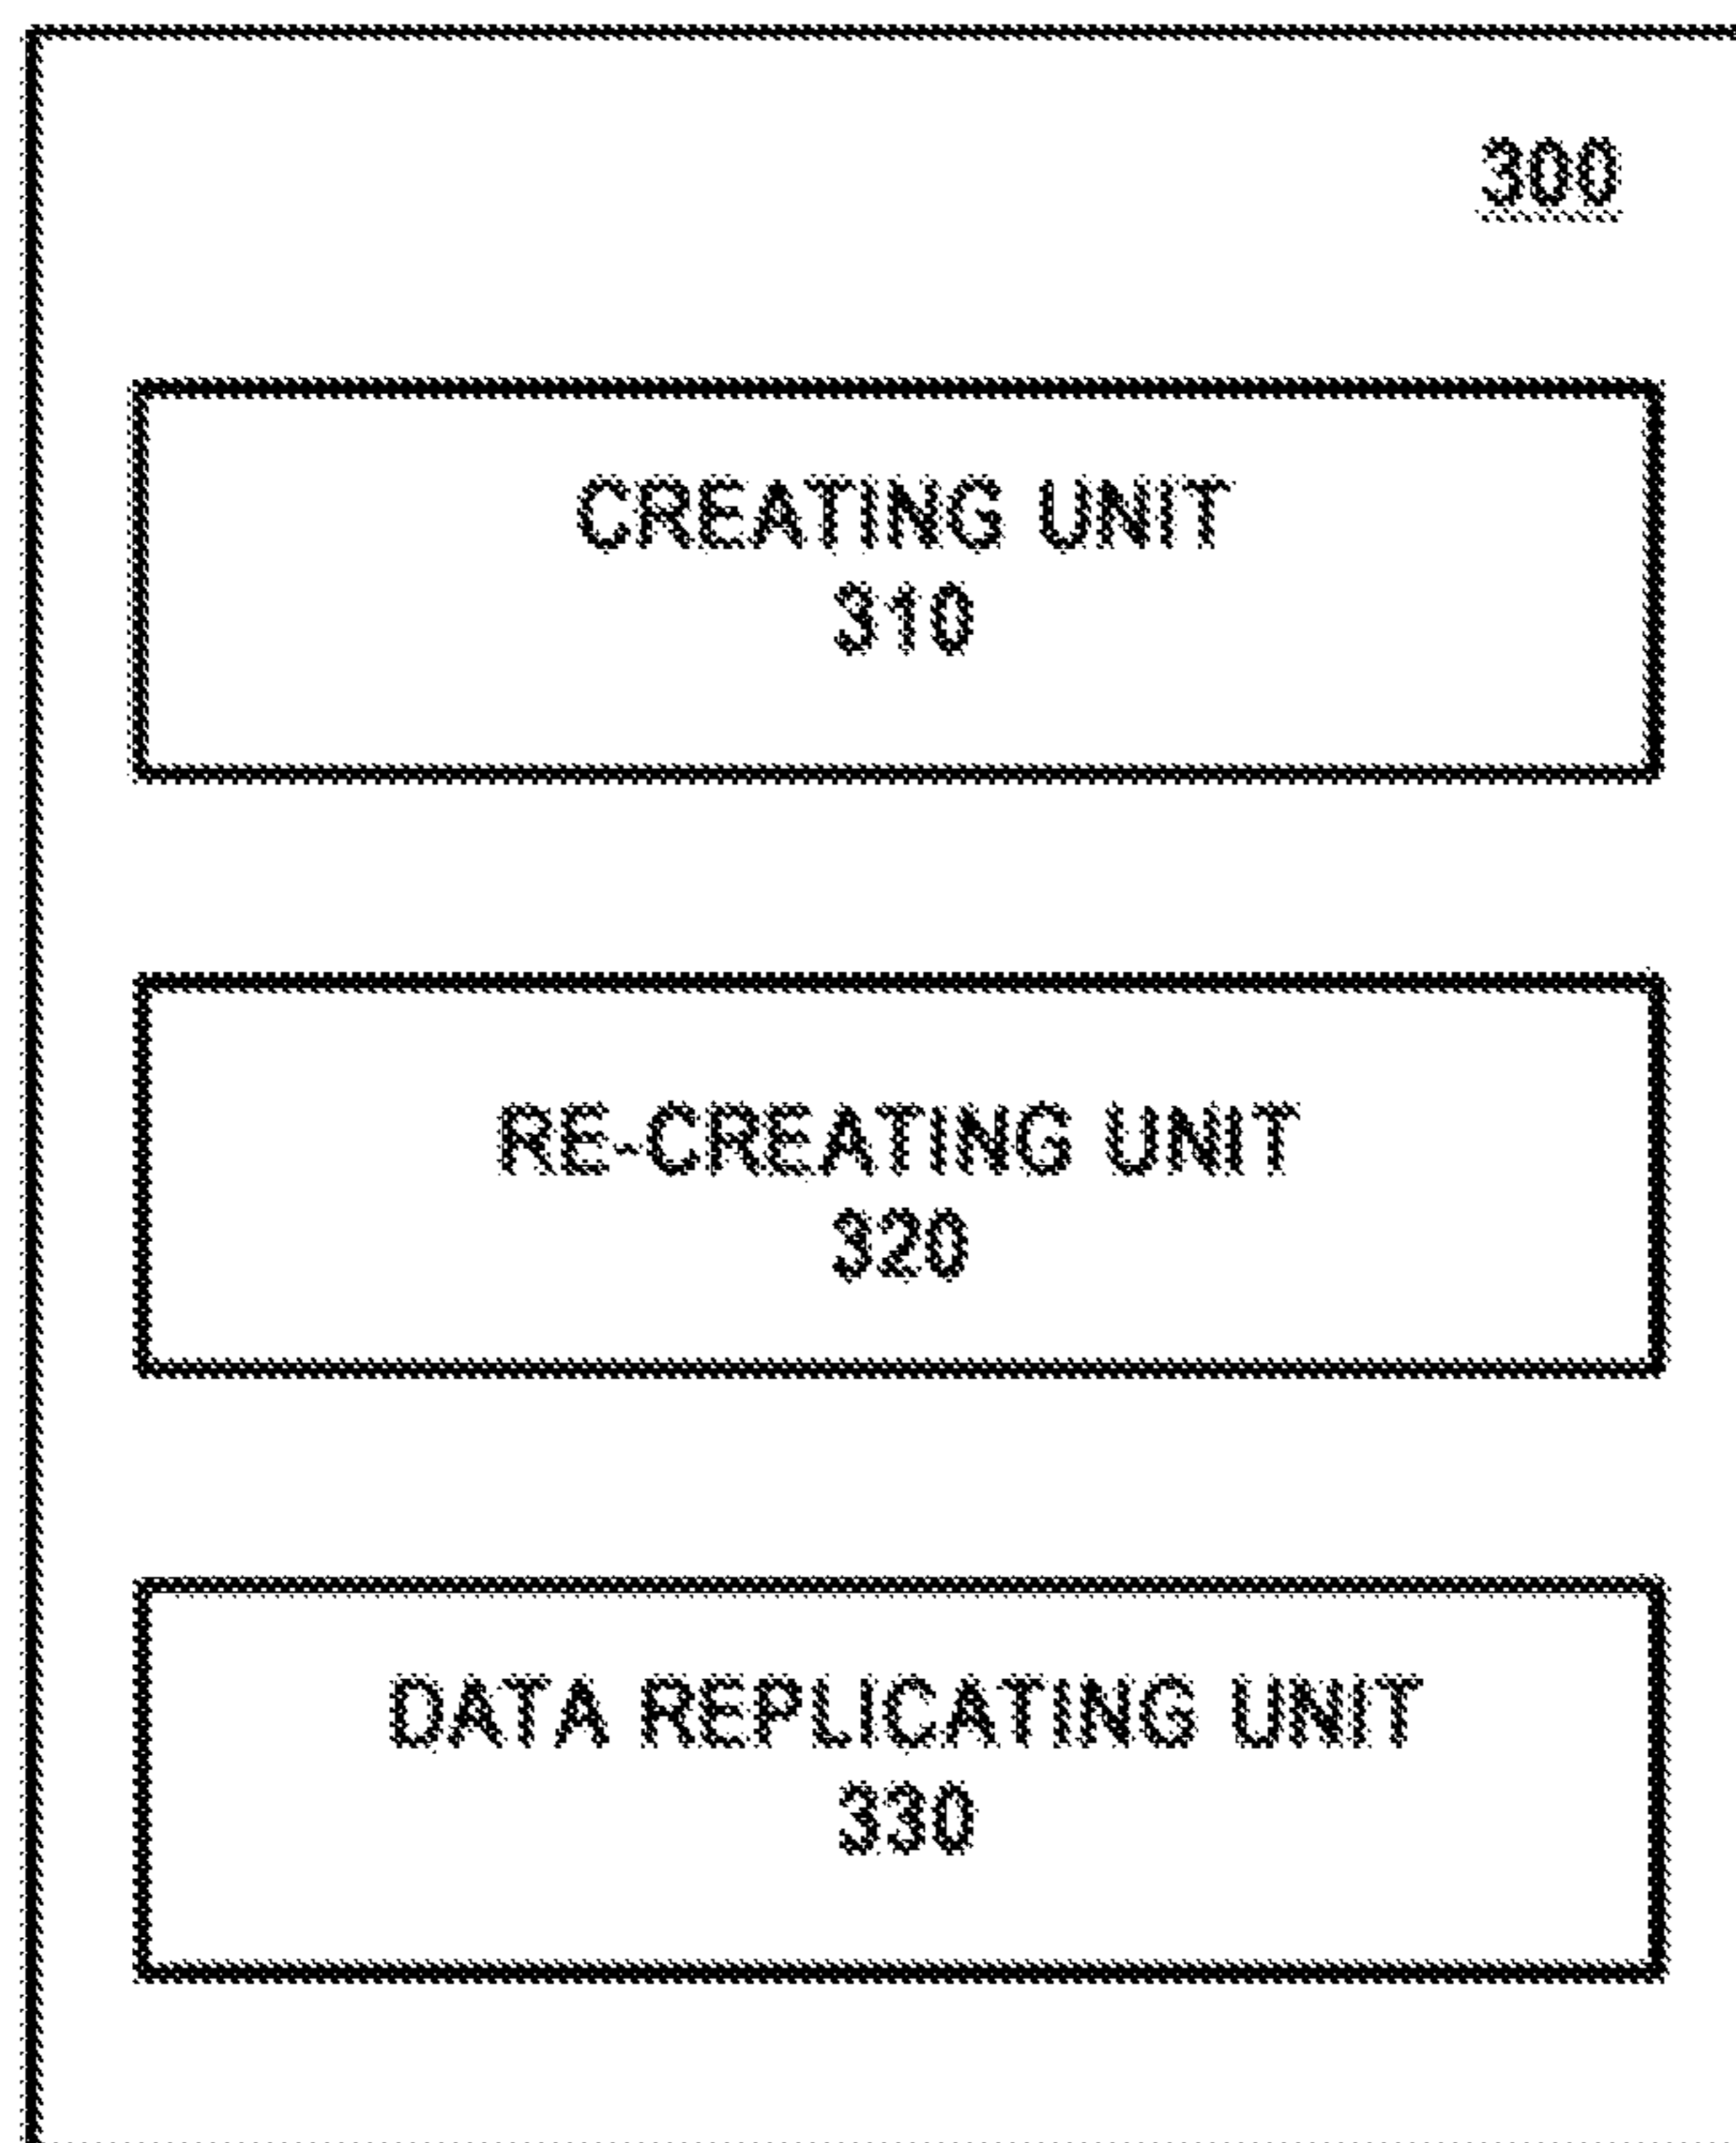 300
CREATING UNIT
310
RE-CREATING UNIT
320
DATA REPLICATING UNIT
330